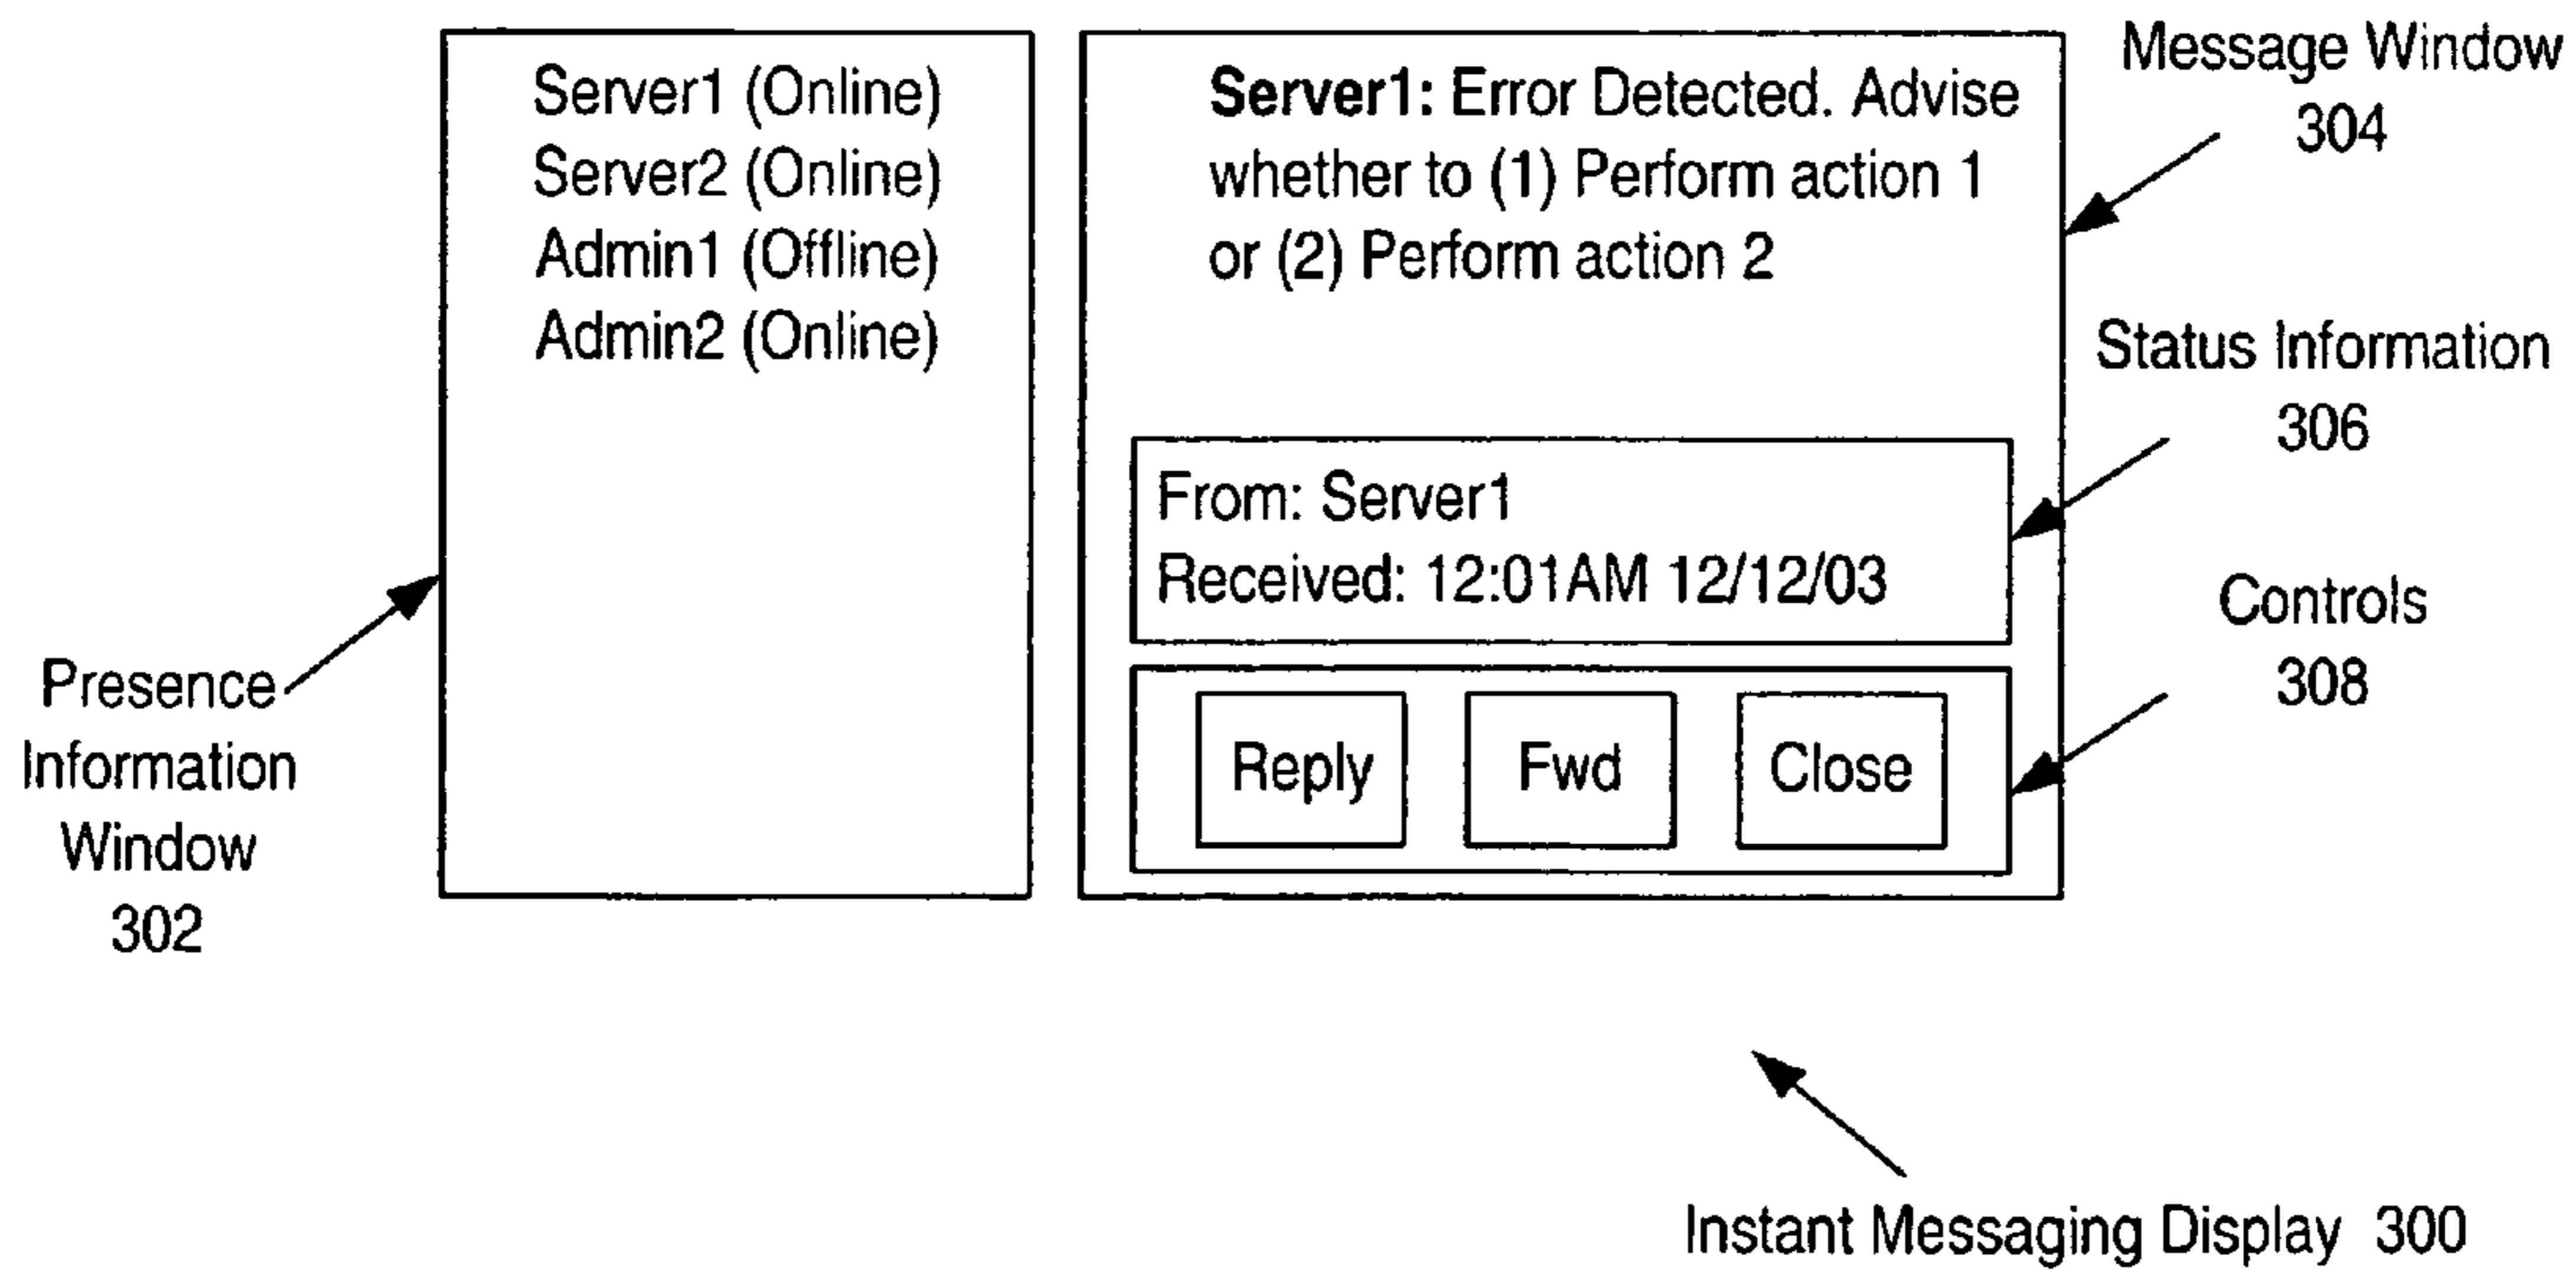 Server1 (Online)
Server2 (Online)
Admin1 (Offline)
Admin2 (Online)
Presence
Information
Window
302
Server1: Error Detected. Advise
whether to (1) Perform action 1
or (2) Perform action 2
From: Server1
Received: 12:01AM 12/12/03
Reply
Fwd
Close
Message Window
304
Status Information
306
Controls
308
Instant Messaging Display 300